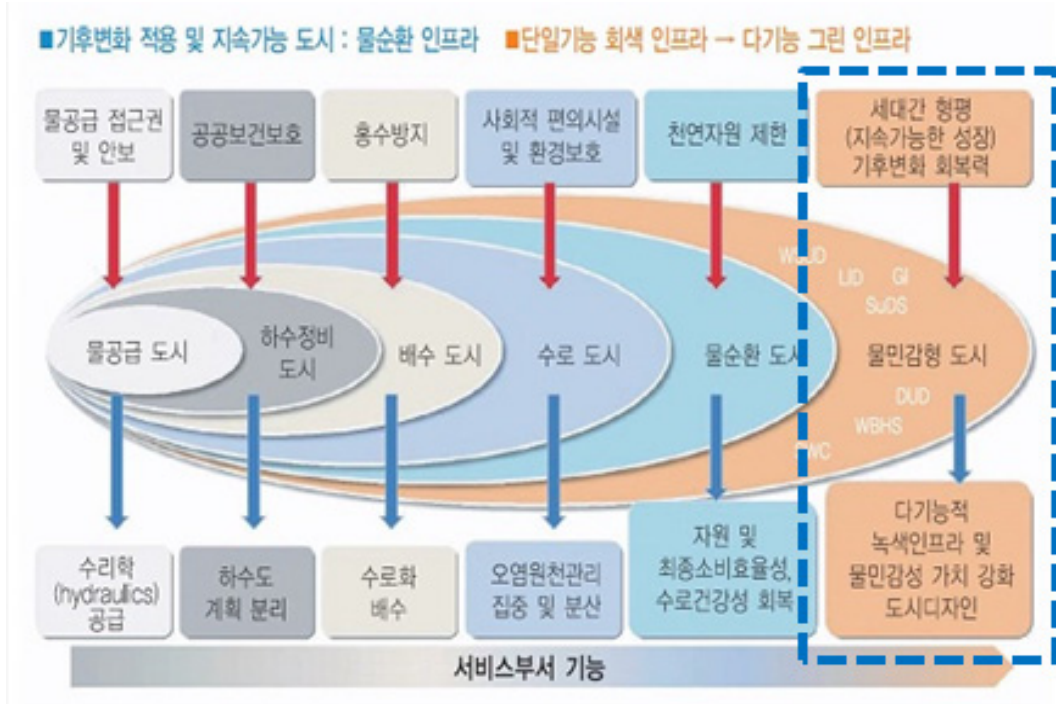 ■기후변화 적용 및 지속가능 도시 : 물순환 인프라 ■단일기능 회색 인프라 → 다기능 그린 인프라
물공급 접근권
및 안보
공공보건보호
홍수방지
사회적 편의시설
및 환경보호
천연자원 제한
세대간 형평
(지속가능한 성장)
기후변화 회복력
물공급 도시
하수정비
도시
배수 도시
수로 도시
물순환 도시
물민감형 도시
LID
GI
SuDS
DUD
WBHS
수리학
(hydraulics)
공급
하수도
계획 분리
수로화
배수
오염원천관리
집중 및 분산
자원 및
최종소비효율성,
수로건강성 회복
다기능적
녹색인프라 및
물민감성 가치 강화
도시디자인
서비스부서 기능